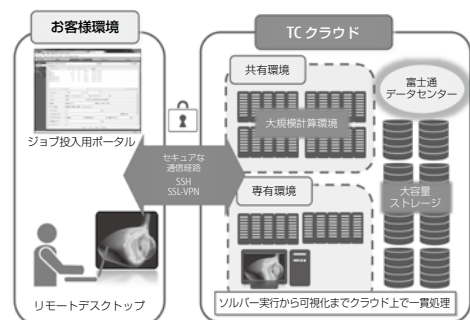 お客様環境
TCクラウド
共有環境
富士通
データセンター
大規模計算環境
ジョブ投入用ポータル
セキュアな
通信経路
SSH
SSL-VPN
専有環境
大容量
ストレージ
リモートデスクトップ
ソルバー実行から可視化までクラウド上で一貫処理